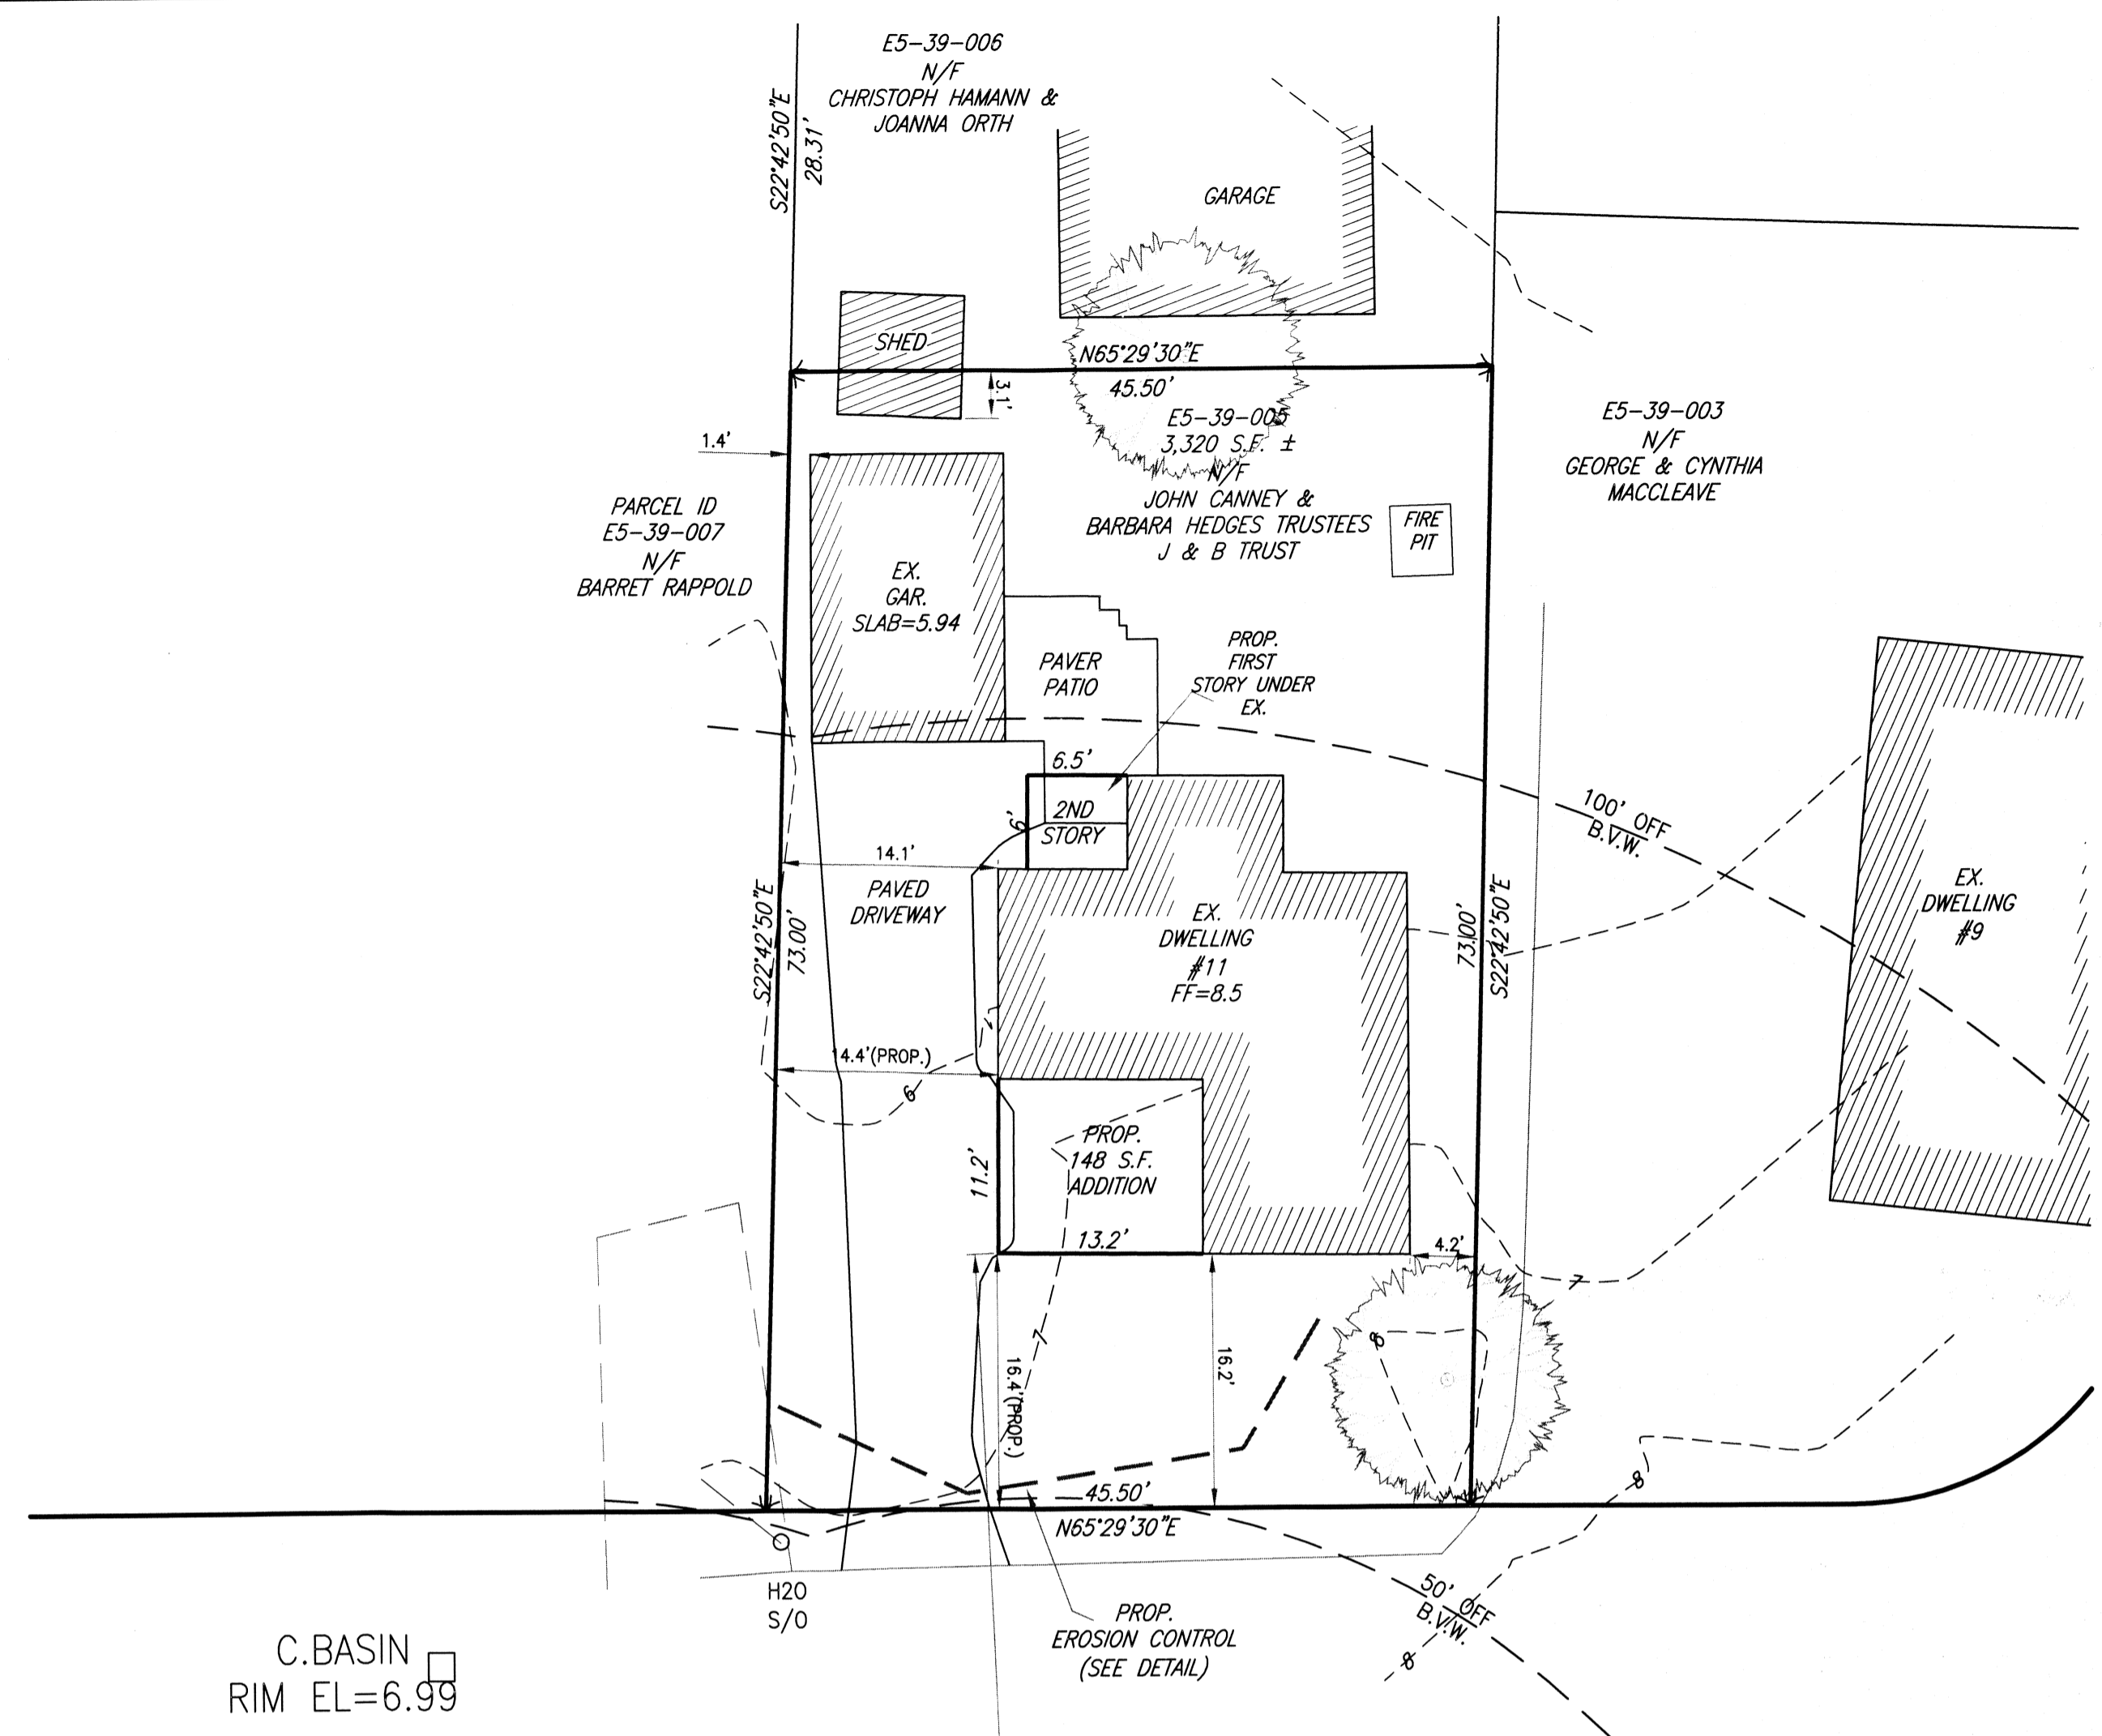 E5-39-006
N/F
CHRISTOPH HAMANN &
JOANNA ORTH
S22°42'50"E
28.31'
GARAGE
SHED
N65°29'30"E
45.50'
3.1'
E5-39-005
3,320 S.F. ±
N/F
JOHN CANNEY &
BARBARA HEDGES TRUSTEES
J & B TRUST
E5-39-003
N/F
GEORGE & CYNTHIA
MACCLEAVE
1.4'
PARCEL ID
E5-39-007
N/F
BARRET RAPPOLD
FIRE
PIT
EX.
GAR.
SLAB=5.94
PAVER
PATIO
PROP.
FIRST
STORY UNDER
EX.
6.5'
6'
2ND
STORY
100' OFF
B.V.W.
14.1'
PAVED
DRIVEWAY
S22°42'50"E
73.00'
EX.
DWELLING
#11
FF=8.5
73.00'
S22°42'50"E
EX.
DWELLING
#9
14.4'(PROP.)
6
7
11.2'
PROP.
148 S.F.
ADDITION
13.2'
4.2'
7
8
7
16.4'(PROP.)
16.2'
45.50'
N65°29'30"E
8
H20
S/O
PROP.
EROSION CONTROL
(SEE DETAIL)
50' OFF
B.V.W.
8
C.BASIN
RIM EL=6.99